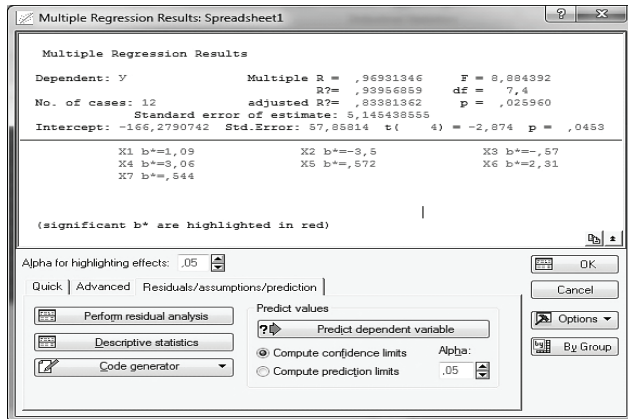 Multiple Regression Results: Spreadsheet1
Multiple Regression Results
Dependent: У Multiple R = ,96931346 F = 8,884392
R?= ,93956859 df = 7,4
No. of cases: 12 adjusted R?= ,83381362 p = ,025960
Standard error of estimate: 5,145438555
Intercept: -166,2790742 Std.Error: 57,85814 t( 4) = -2,874 p = ,0453
X1 b*=1,09 X2 b*=-3,5 X3 b*=-,57
X4 b*=3,06 X5 b*=,572 X6 b*=2,31
X7 b*=,544
(significant b* are highlighted in red)
Alpha for highlighting effects: ,05
OK
Quick Advanced Residuals/assumptions/prediction
Cancel
Perform residual analysis
Descriptive statistics
Code generator
Predict values
Predict dependent variable
Compute confidence limits Alpha:
Compute prediction limits ,05
Options
By Group